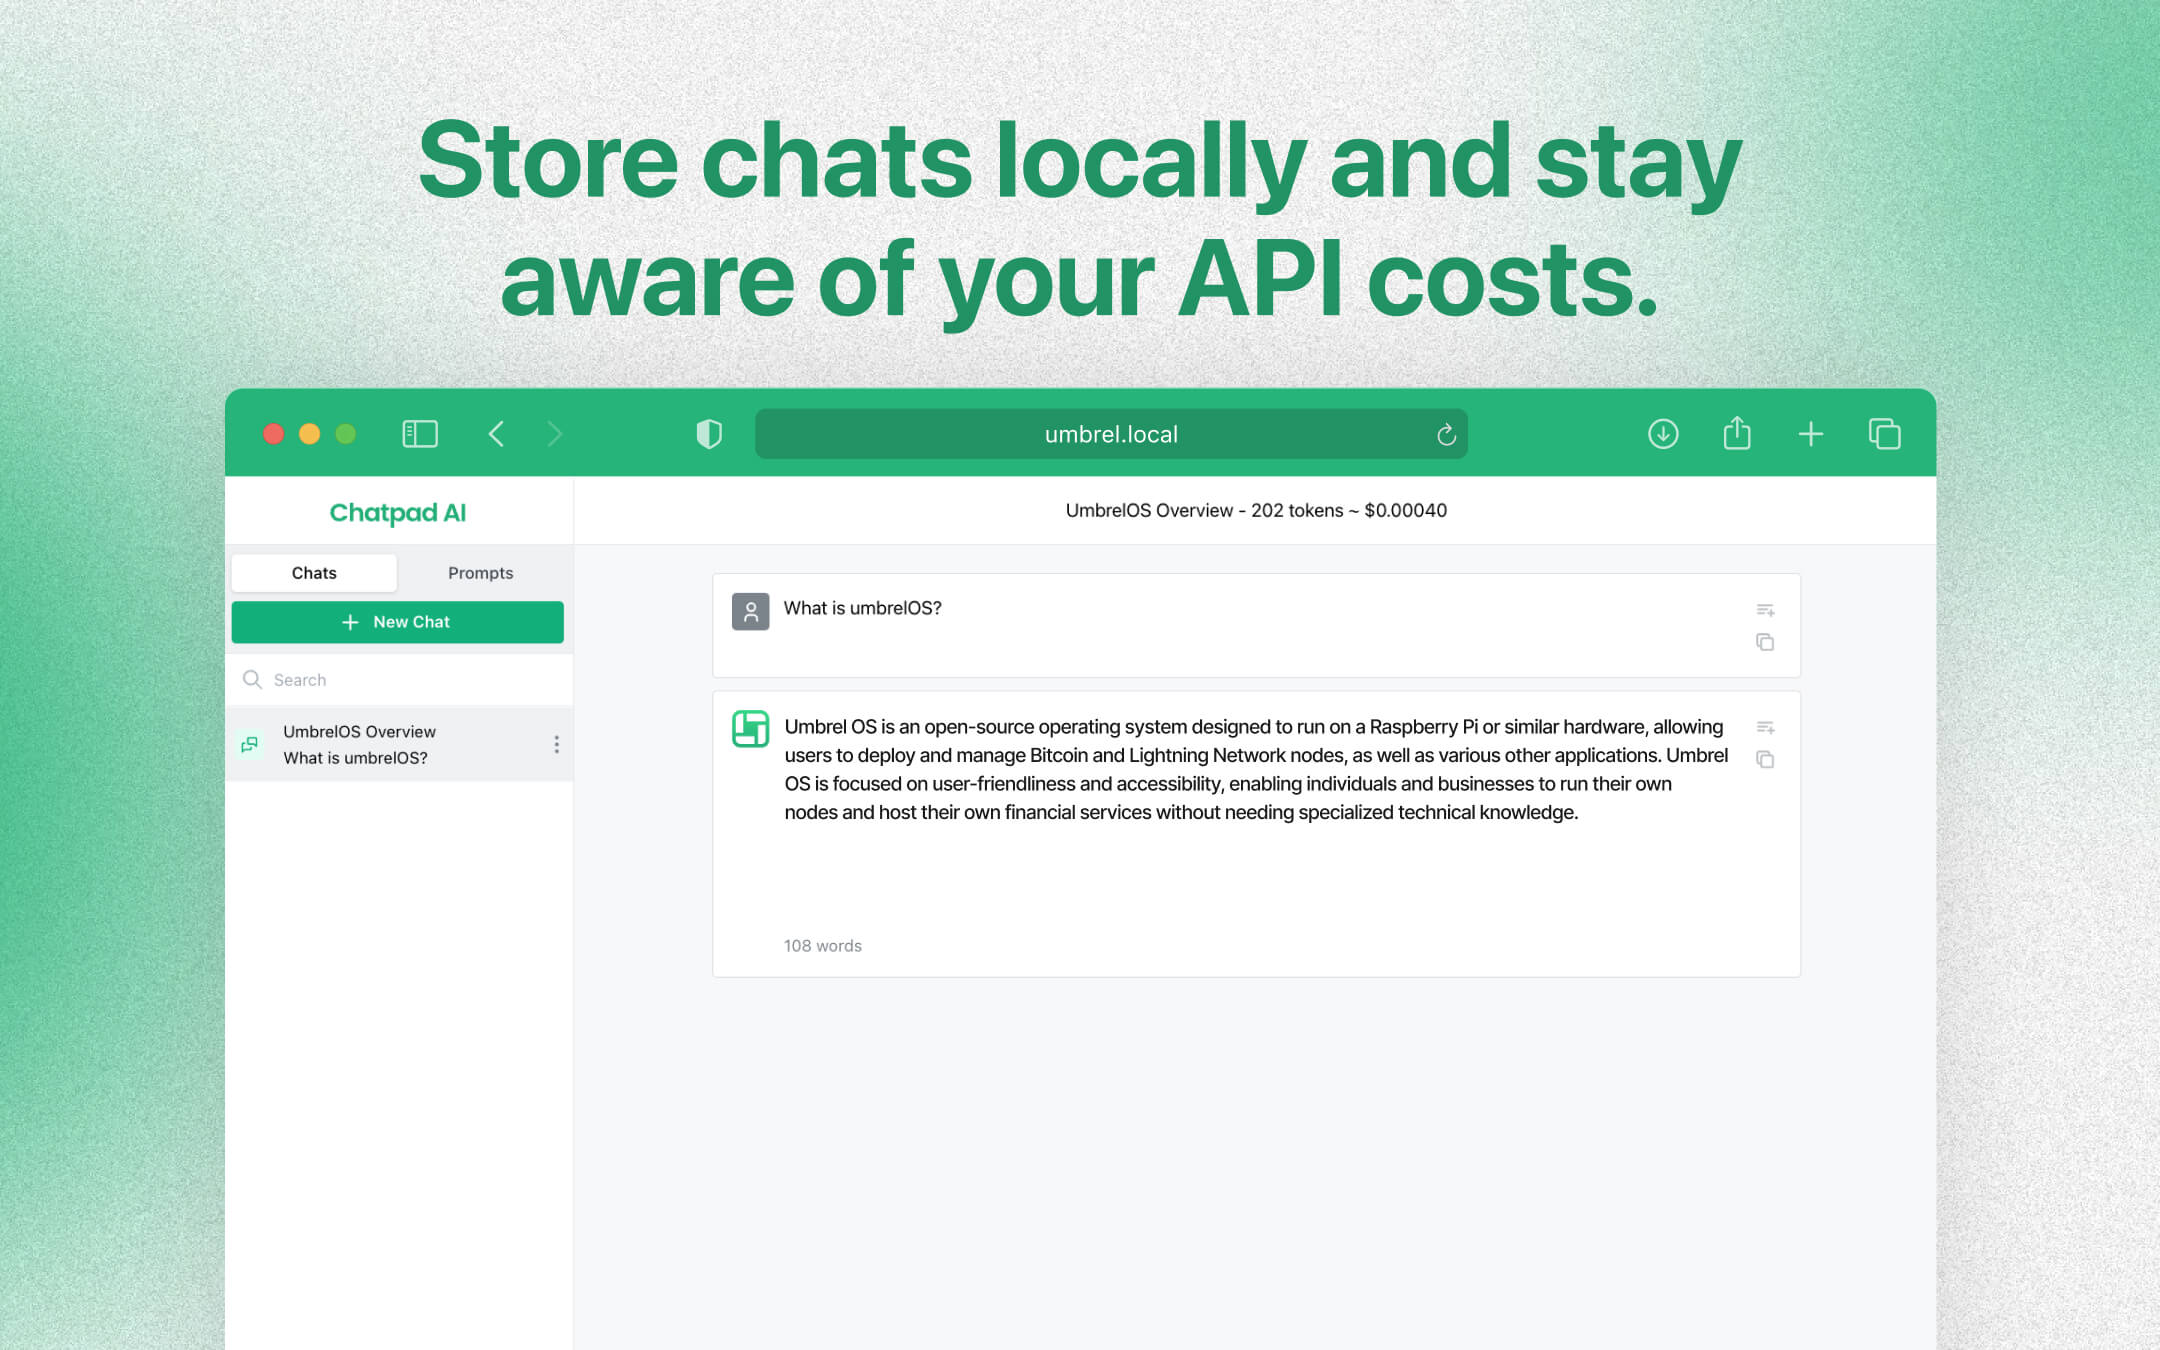 Store chats locally and stay
aware of your API costs.
umbrel.local
Chatpad AI
UmbrelOS Overview - 202 tokens ~ $0.00040
Chats
Prompts
New Chat
Search
UmbrelOS Overview
What is umbrelOS?
What is umbrelOS?
Umbrel OS is an open-source operating system designed to run on a Raspberry Pi or similar hardware, allowing
users to deploy and manage Bitcoin and Lightning Network nodes, as well as various other applications. Umbrel
OS is focused on user-friendliness and accessibility, enabling individuals and businesses to run their own
nodes and host their own financial services without needing specialized technical knowledge.
108 words